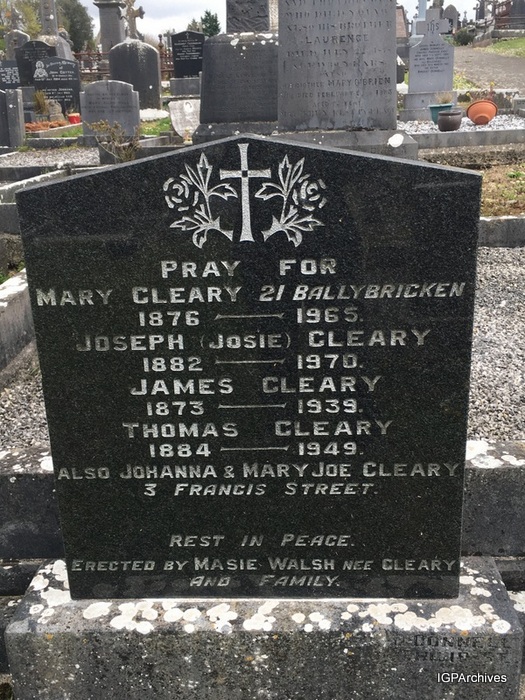 LAURENCE
PRAY FOR
MARY CLEARY 21 BALLYBRICKEN
1876 — 1965.
JOSEPH (JOSIE) CLEARY
1882 — 1970.
JAMES CLEARY
1873 — 1939.
THOMAS CLEARY
1884 — 1949.
ALSO JOHANNA & MARY JOE CLEARY
3 FRANCIS STREET.
REST IN PEACE.
ERECTED BY MASIE WALSH NEE CLEARY
AND FAMILY.
IGPArchives